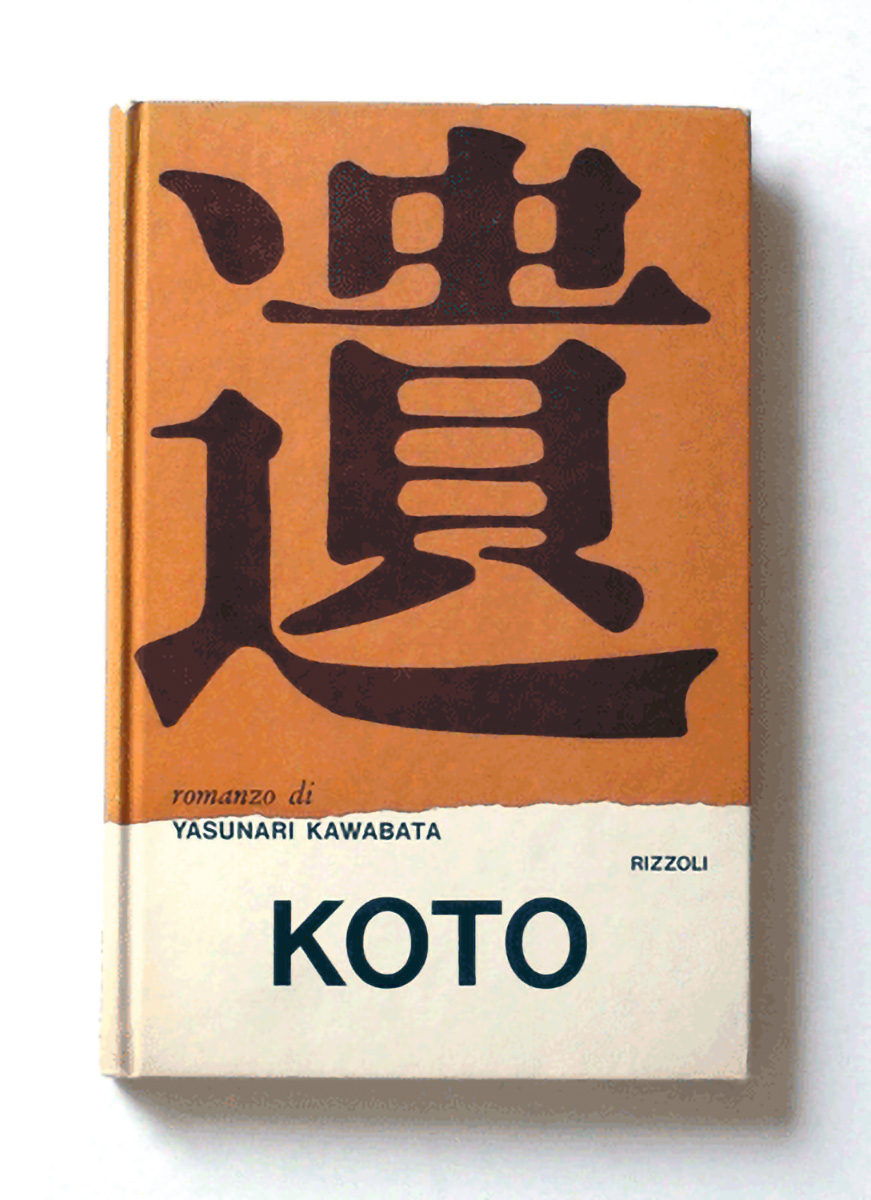 遺
romanzo di
YASUNARI KAWABATA
RIZZOLI
KOTO